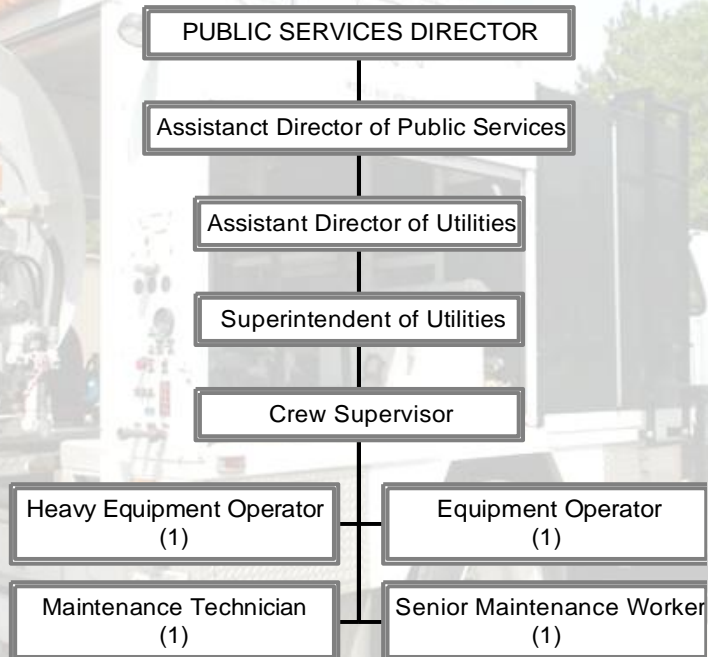 PUBLIC SERVICES DIRECTOR
Assistanct Director of Public Services
Assistant Director of Utilities
Superintendent of Utilities
Crew Supervisor
Heavy Equipment Operator
(1)
Equipment Operator
(1)
Maintenance Technician
(1)
Senior Maintenance Worker
(1)